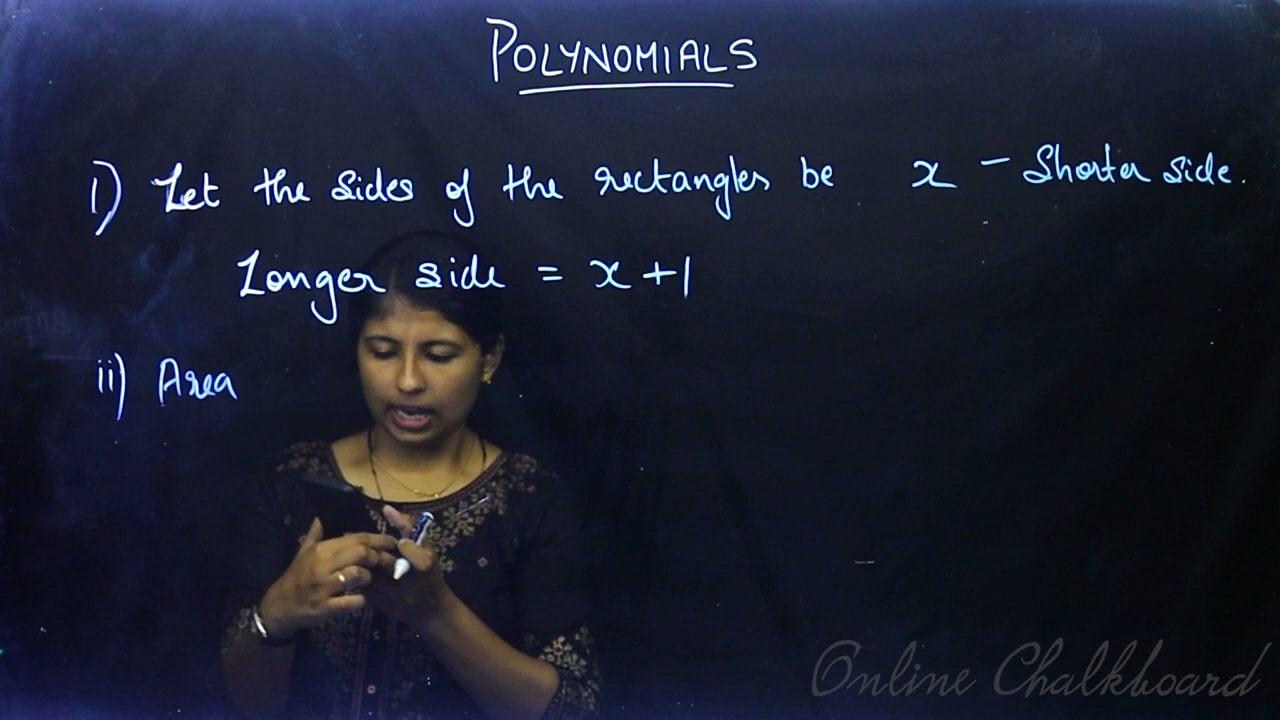 POLYNOMIALS
i) Let the sides of the rectangles be x - Shorter side.
Longer side = x + 1
ii) Area
Online Chalkboard